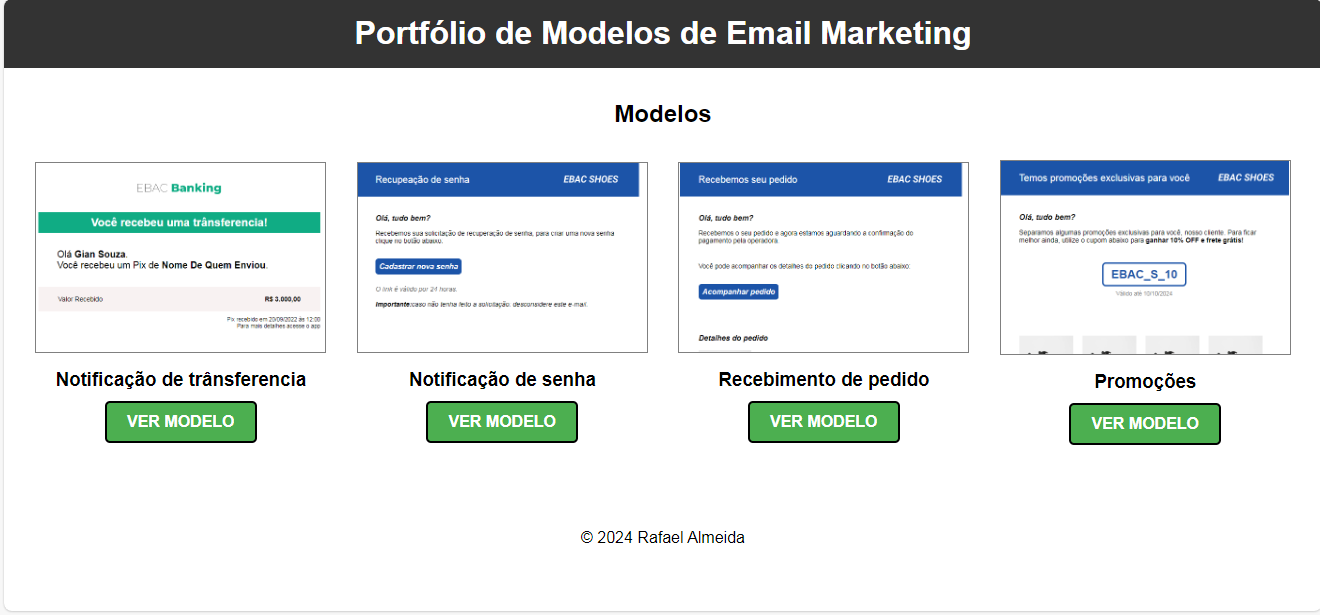 Portfólio de Modelos de Email Marketing
Modelos
EBAC Banking
Você recebeu uma trânsferencia!
Olá Gian Souza.
Você recebeu um Pix de Nome De Quem Enviou.
Valor Recebido R$ 3.000,00
Pix recebido em 20/09/2022 ás 12:00
Para mais detalhes acesse o app
Notificação de trânsferencia
VER MODELO
Recupeação de senha EBAC SHOES
Olá, tudo bem?
Recebemos sua solicitação de recuperação de senha, para criar uma nova senha
clique no botão abaixo.
Cadastrar nova senha
O link é válido por 24 horas.
Importante:caso não tenha feito a solicitação, desconsidere este e-mail.
Notificação de senha
VER MODELO
Recebemos seu pedido EBAC SHOES
Olá, tudo bem?
Recebemos o seu pedido e agora estamos aguardando a confirmação do
pagamento pela operadora.
Você pode acompanhar os detalhes do pedido clicando no botão abaixo:
Acompanhar pedido
Detalhes do pedido
Recebimento de pedido
VER MODELO
Temos promoções exclusivas para você EBAC SHOES
Olá, tudo bem?
Separamos algumas promoções exclusivas para você, nosso cliente. Para ficar
melhor ainda, utilize o cupom abaixo para ganhar 10% OFF e frete grátis!
EBAC_S_10
Válido até 10/10/2024
Promoções
VER MODELO
© 2024 Rafael Almeida